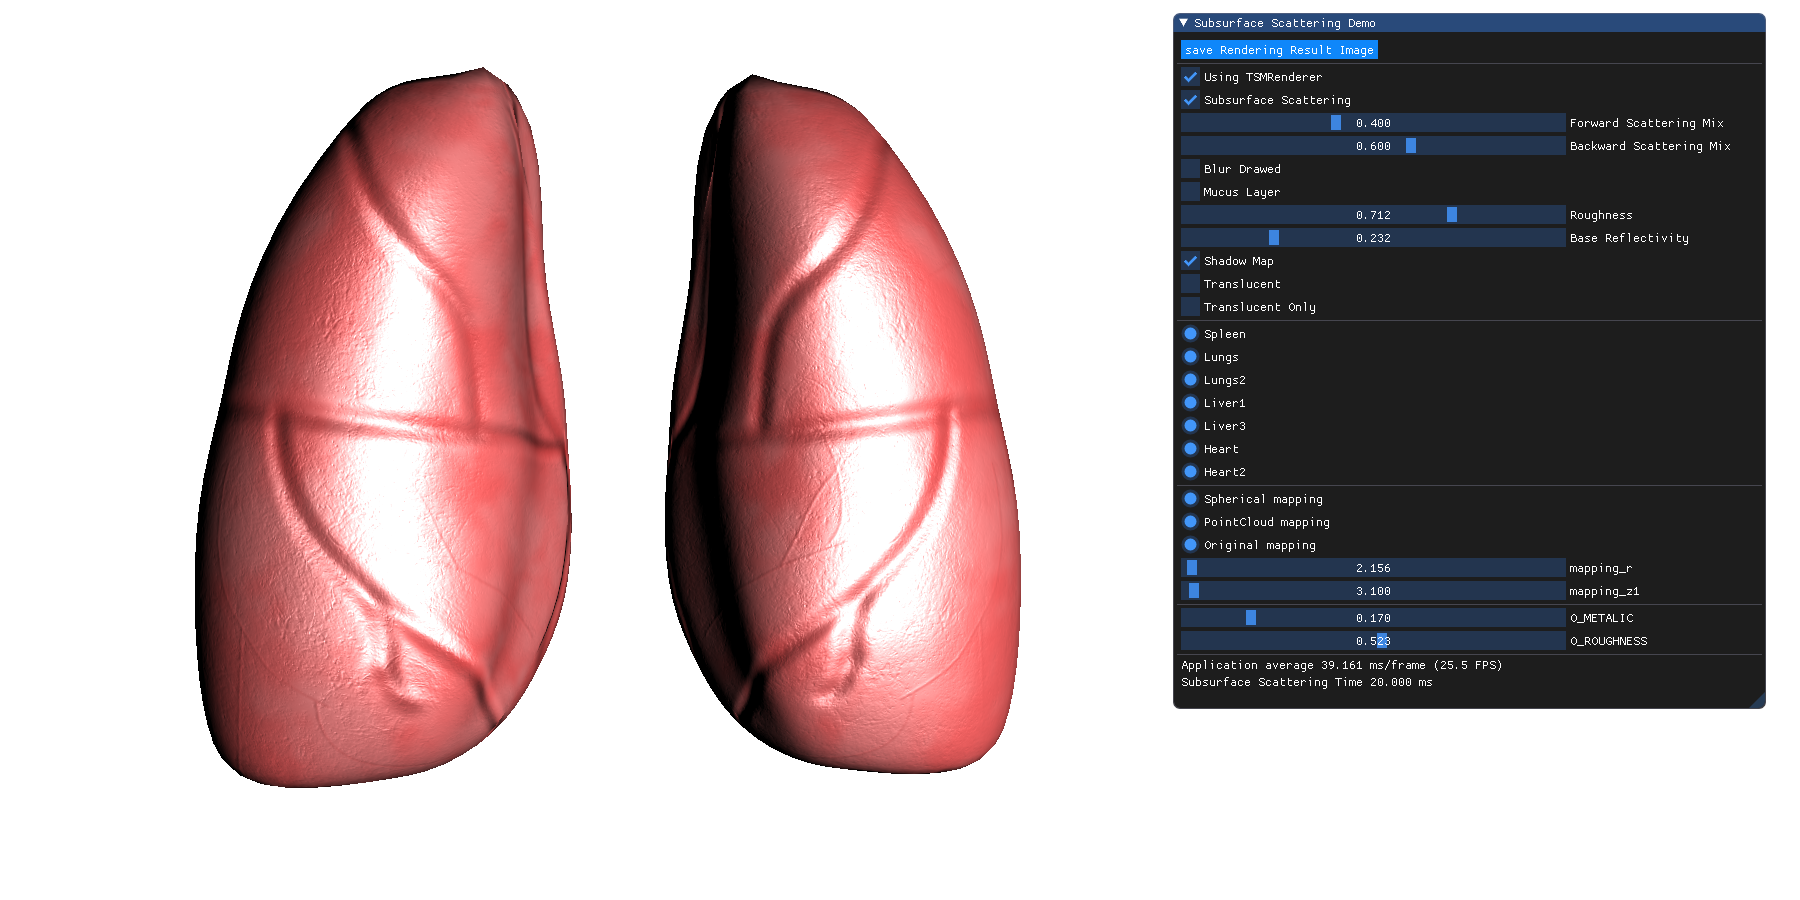 Subsurface Scattering Demo
save Rendering Result Image
Using TSMRenderer
Subsurface Scattering
0.400 Forward Scattering Mix
0.600 Backward Scattering Mix
Blur Drawed
Mucus Layer
0.712 Roughness
0.232 Base Reflectivity
Shadow Map
Translucent
Translucent Only
Spleen
Lungs
Lungs2
Liver1
Liver3
Heart
Heart2
Spherical mapping
PointCloud mapping
Original mapping
2.156 mapping_r
3.100 mapping_z1
0.170 O_METALIC
0.523 O_ROUGHNESS
Application average 39.161 ms/frame (25.5 FPS)
Subsurface Scattering Time 20.000 ms